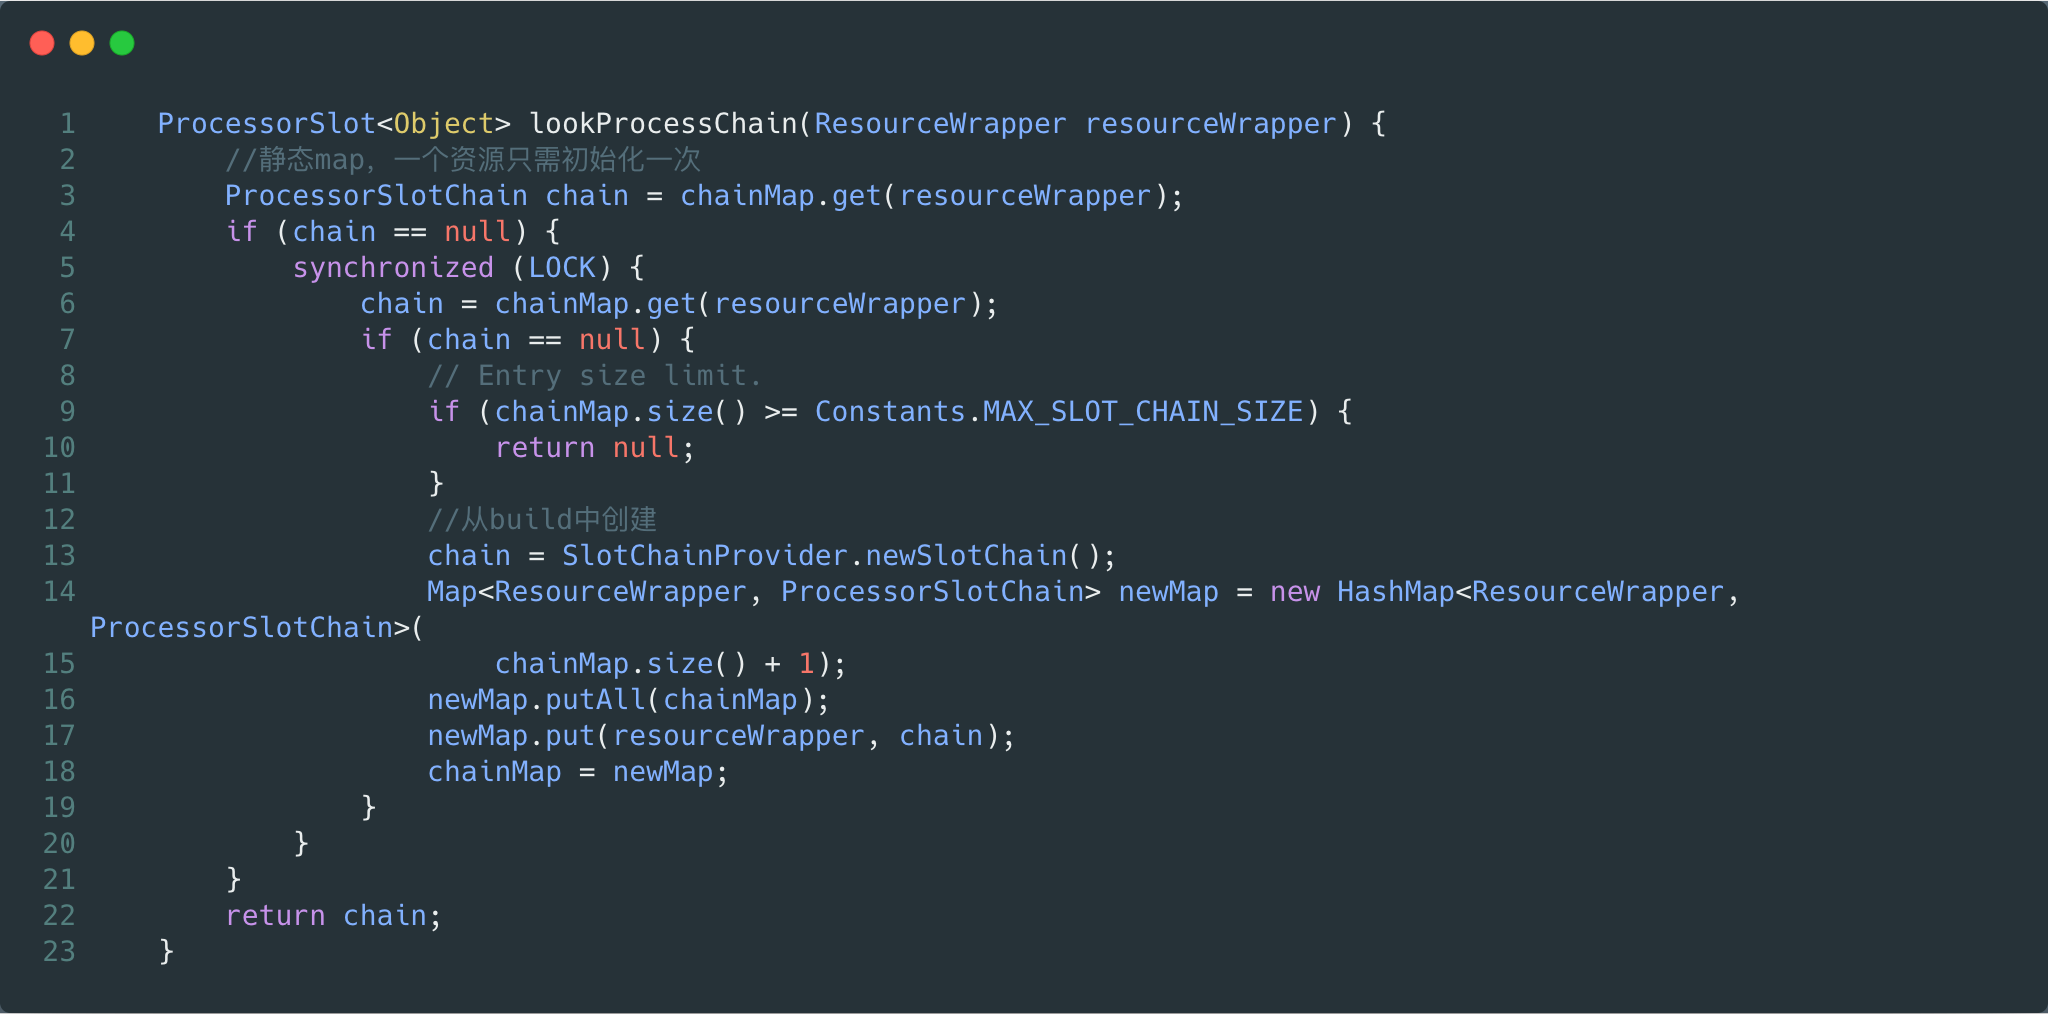 1 ProcessorSlot<Object> lookProcessChain(ResourceWrapper resourceWrapper) {
2 //静态map，一个资源只需初始化一次
3 ProcessorSlotChain chain = chainMap.get(resourceWrapper);
4 if (chain == null) {
5 synchronized (LOCK) {
6 chain = chainMap.get(resourceWrapper);
7 if (chain == null) {
8 // Entry size limit.
9 if (chainMap.size() >= Constants.MAX_SLOT_CHAIN_SIZE) {
10 return null;
11 }
12 //从build中创建
13 chain = SlotChainProvider.newSlotChain();
14 Map<ResourceWrapper, ProcessorSlotChain> newMap = new HashMap<ResourceWrapper,
ProcessorSlotChain>(
15 chainMap.size() + 1);
16 newMap.putAll(chainMap);
17 newMap.put(resourceWrapper, chain);
18 chainMap = newMap;
19 }
20 }
21 }
22 return chain;
23 }